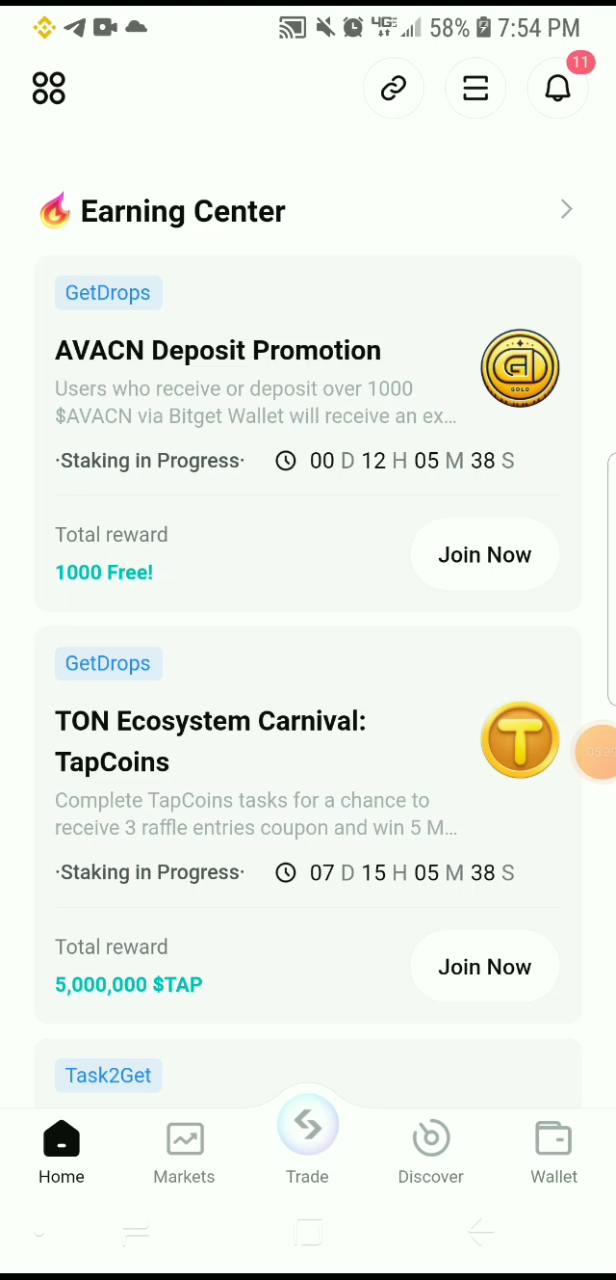 58% 7:54 PM
11
Earning Center
GetDrops
AVACN Deposit Promotion
Users who receive or deposit over 1000
$AVACN via Bitget Wallet will receive an ex...
·Staking in Progress· 00 D 12 H 05 M 38 S
Total reward
1000 Free!
Join Now
GOLD
GetDrops
TON Ecosystem Carnival:
TapCoins
Complete TapCoins tasks for a chance to
receive 3 raffle entries coupon and win 5 M...
·Staking in Progress· 07 D 15 H 05 M 38 S
Total reward
5,000,000 $TAP
Join Now
Task2Get
Home Markets Trade Discover Wallet